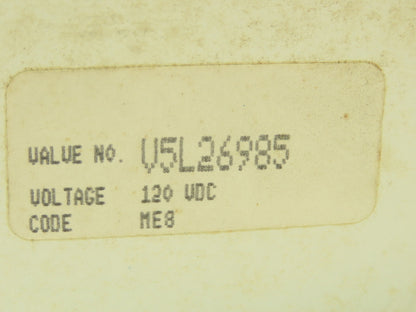 VALVE NO. V5L26985
VOLTAGE 120 VDC
CODE ME8